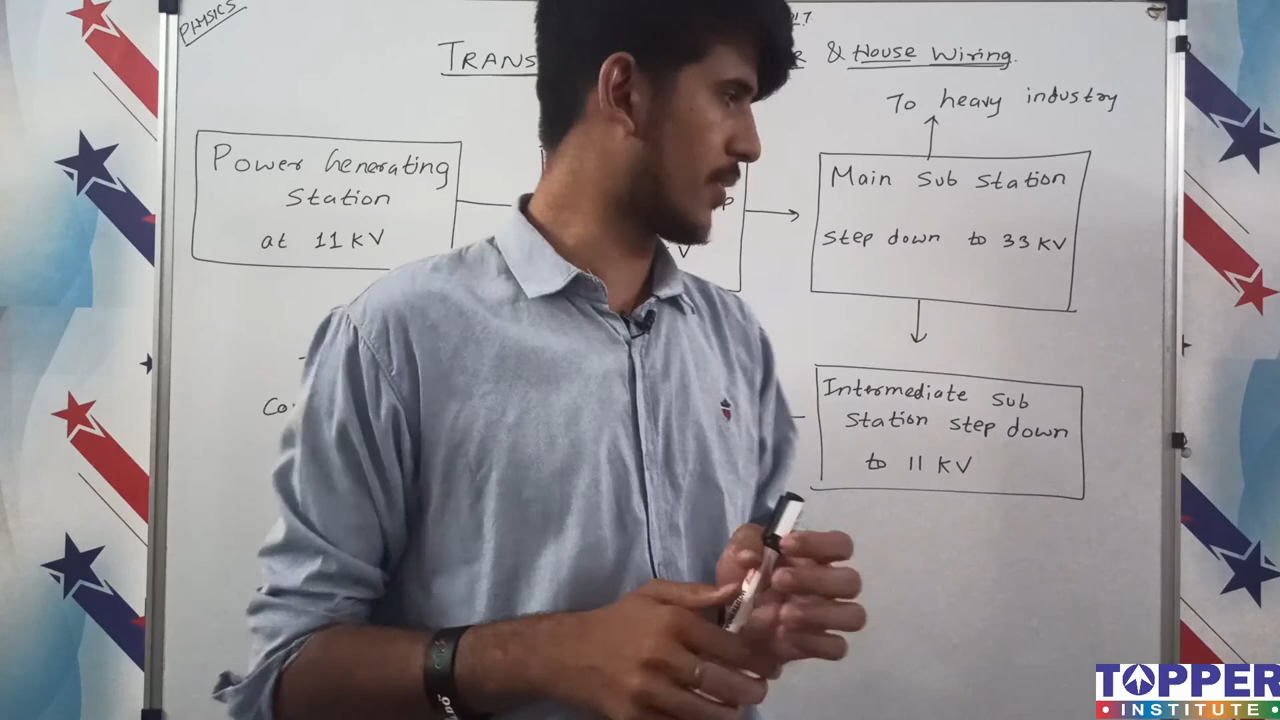 PHYSICS
17
TRANS
& House Wiring.
To heavy industry
Power Generating
Station
at 11 KV
Main Sub Station
step down to 33 KV
Intermediate Sub
Station step down
to 11 KV
TOPPER
INSTITUTE